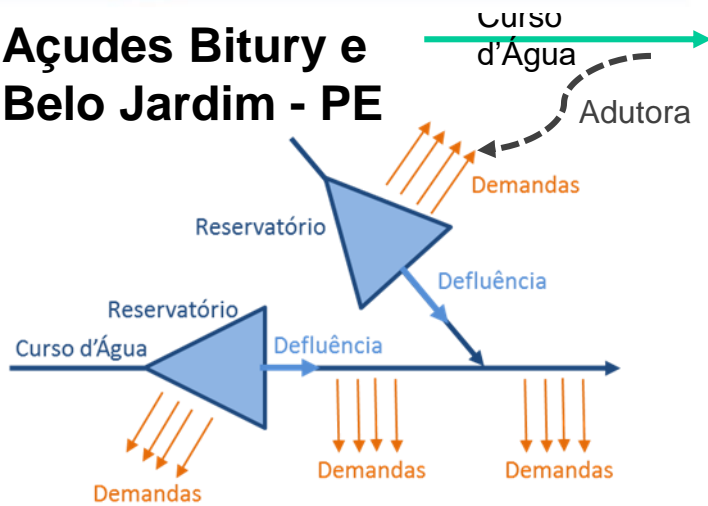 Açudes Bitury e
Belo Jardim - PE
Curso
d'Água
Adutora
Demandas
Reservatório
Defluência
Reservatório
Curso d'Água
Defluência
Demandas
Demandas
Demandas